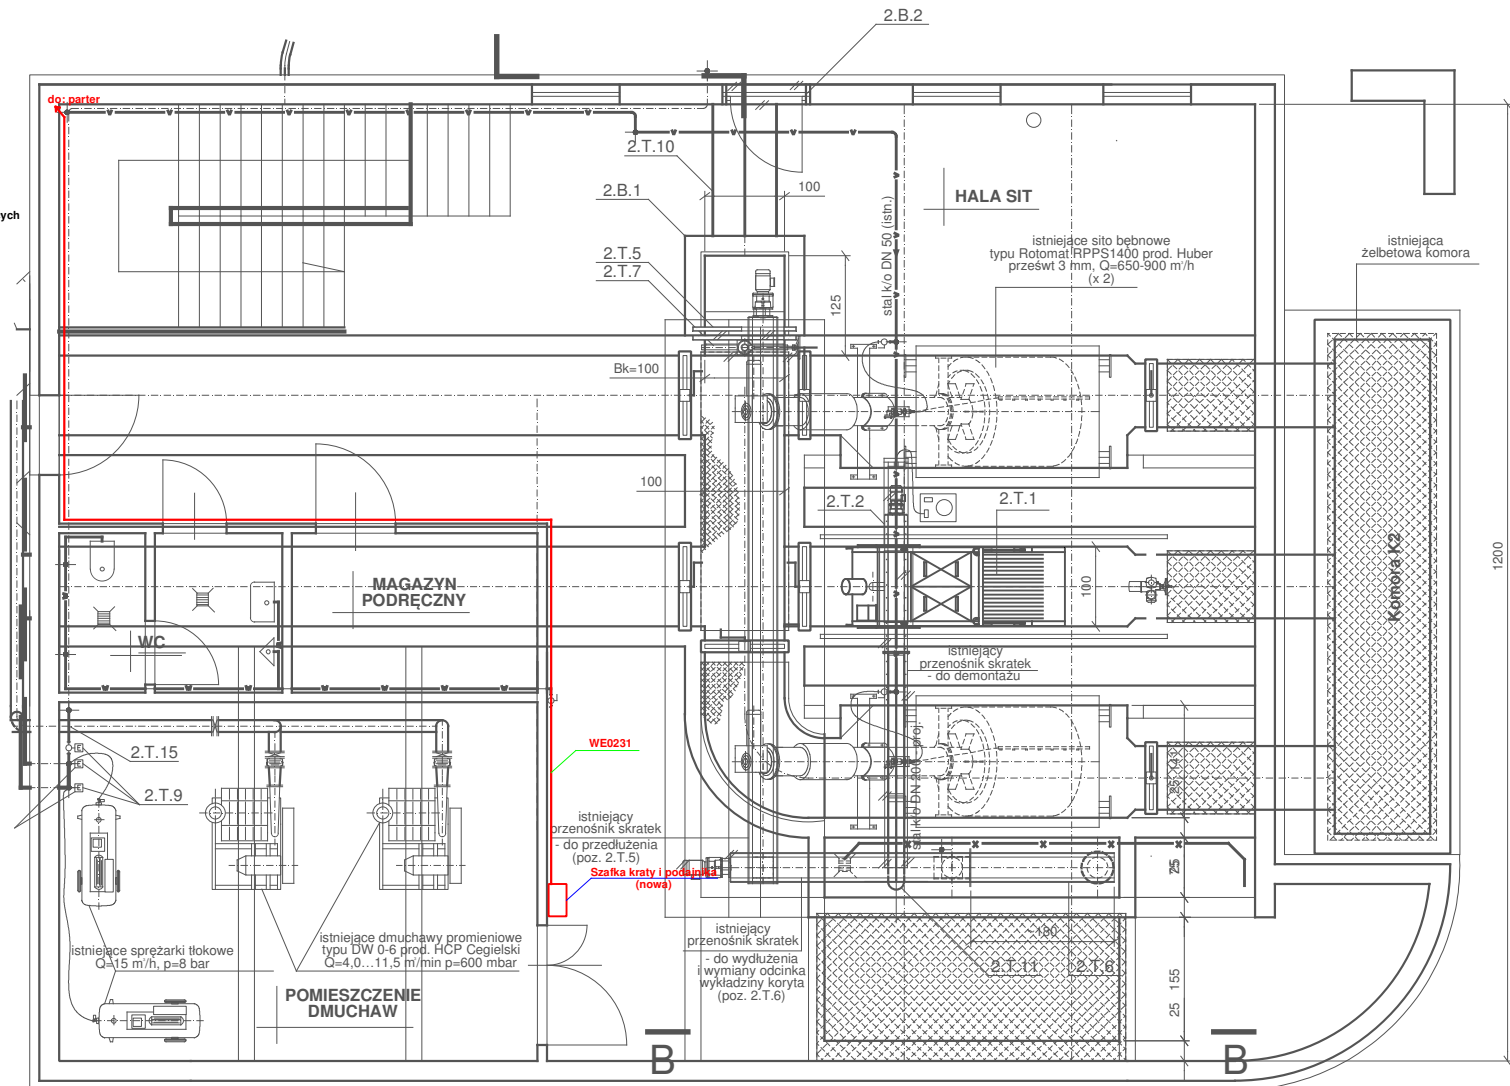 2.B.2
do: parter
2.T.10
2.B.1
100
ych
HALA SIT
stal k/o DN 50 (istn.)
istniejące sito bębnowe
typu Rotomat RPPS1400 prod. Huber
prześwt 3 mm, Q=650-900 m³/h
(x 2)
istniejąca
żelbetowa komora
2.T.5
2.T.7
125
Bk=100
100
2.T.2
2.T.1
1200
MAGAZYN
PODRĘCZNY
100
Komora K2
WC
istniejący
przenośnik skratek
- do demontażu
WE0231
2.T.15
2.T.9
istniejący
przenośnik skratek
- do przedłużenia
(poz. 2.T.5)
Szafka kraty i podajnika
(nowa)
25
istniejący
przenośnik skratek
- do wydłużenia
i wymiany odcinka
wykładziny koryta
(poz. 2.T.6)
~180
2.T.11
2.T.6
155
25
istniejące sprężarki tłokowe
Q=15 m³/h, p=8 bar
istniejące dmuchawy promieniowe
typu DW 0-6 prod. HCP Cegielski
Q=4,0...11,5 m³/min p=600 mbar
POMIESZCZENIE
DMUCHAW
B
B